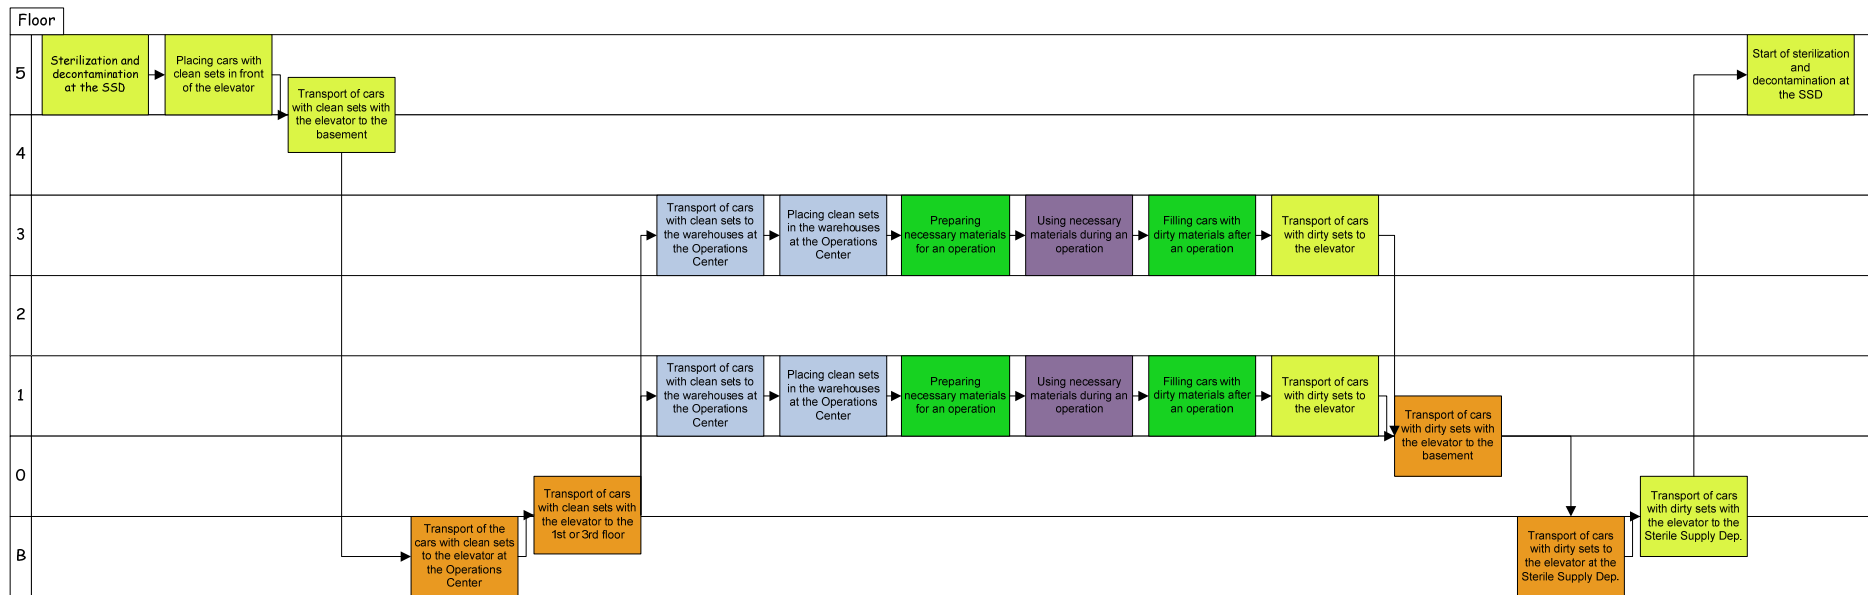 Floor
5
Sterilization and
decontamination
at the SSD
Placing cars with
clean sets in front
of the elevator
Transport of cars
with clean sets with
the elevator to the
basement
Start of sterilization
and
decontamination at
the SSD
4
3
Transport of cars
with clean sets to
the warehouses at
the Operations
Center
Placing clean sets
in the warehouses
at the Operations
Center
Preparing
necessary materials
for an operation
Using necessary
materials during an
operation
Filling cars with
dirty materials after
an operation
Transport of cars
with dirty sets to
the elevator
2
1
Transport of cars
with clean sets to
the warehouses at
the Operations
Center
Placing clean sets
in the warehouses
at the Operations
Center
Preparing
necessary materials
for an operation
Using necessary
materials during an
operation
Filling cars with
dirty materials after
an operation
Transport of cars
with dirty sets to
the elevator
Transport of cars
with dirty sets with
the elevator to the
basement
0
Transport of cars
with clean sets with
the elevator to the
1st or 3rd floor
Transport of cars
with dirty sets with
the elevator to the
Sterile Supply Dep.
B
Transport of the
cars with clean sets
to the elevator at
the Operations
Center
Transport of cars
with dirty sets to
the elevator at the
Sterile Supply Dep.